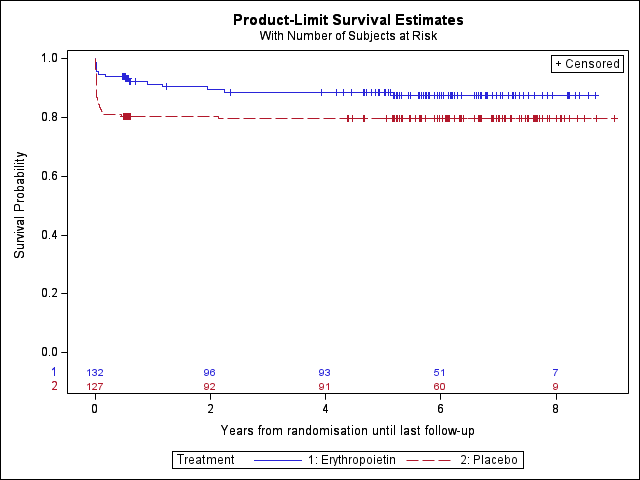 Product-Limit Survival Estimates
With Number of Subjects at Risk
+ Censored
Survival Probability
1.0
0.8
0.6
0.4
0.2
0.0
1 132 96 93 51 7
2 127 92 91 60 9
0 2 4 6 8
Years from randomisation until last follow-up
Treatment 1: Erythropoietin 2: Placebo